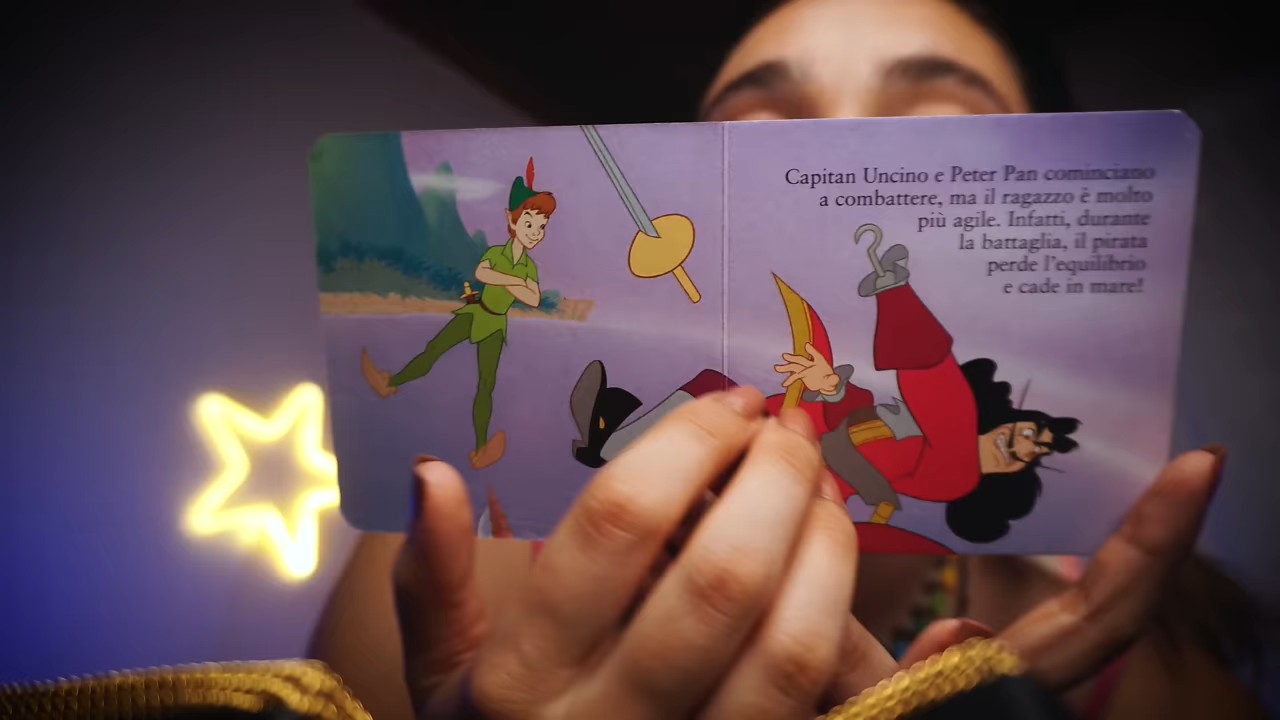 Capitan Uncino e Peter Pan cominciano
a combattere, ma il ragazzo è molto
più agile. Infatti, durante
la battaglia, il pirata
perde l'equilibrio
e cade in mare!